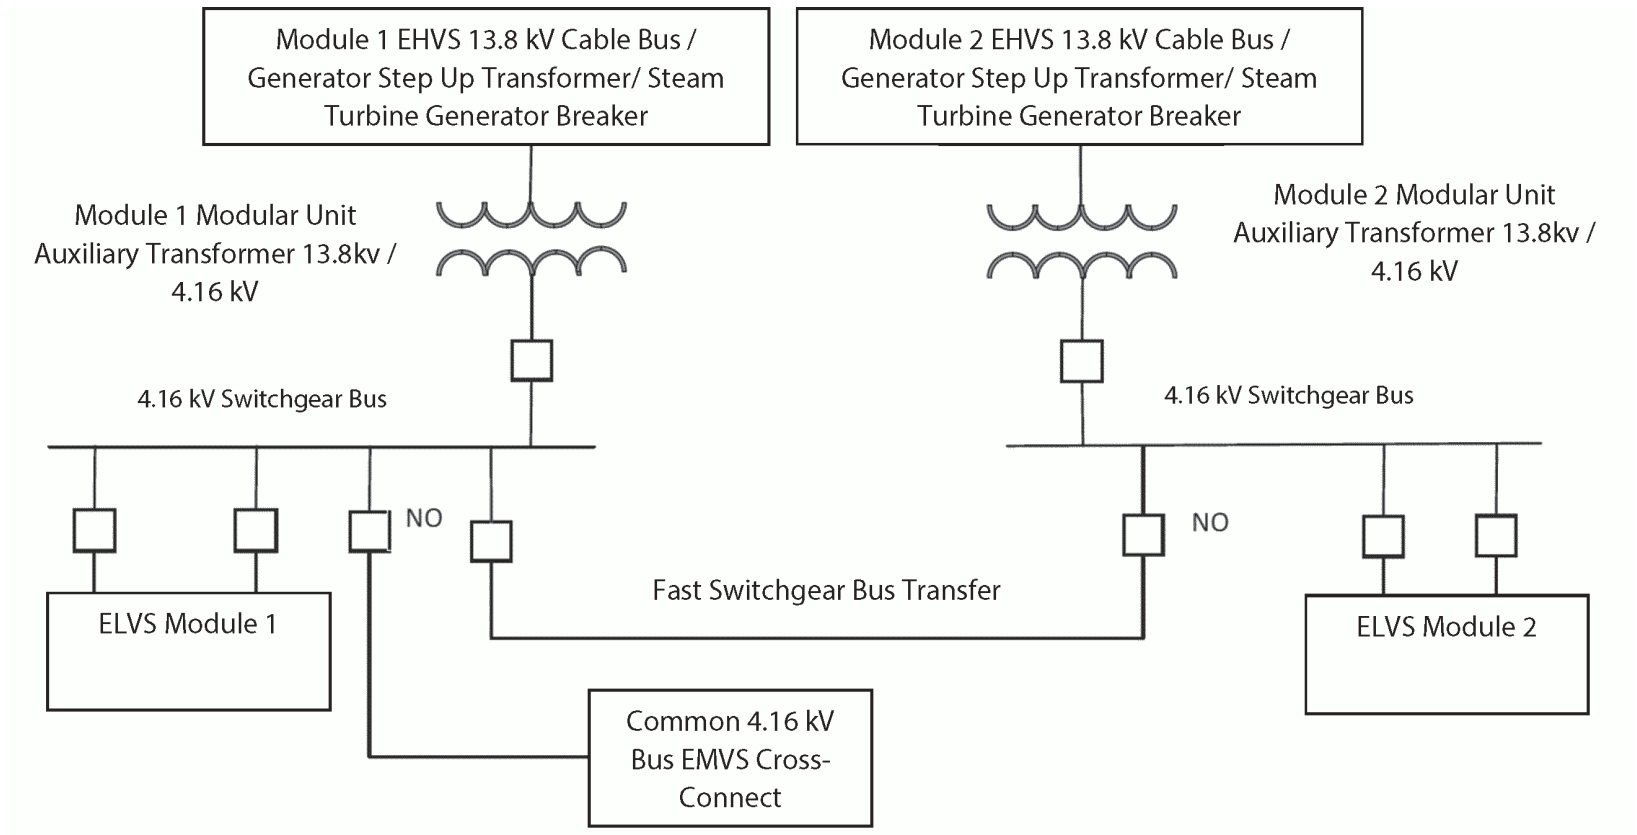 Module 1 EHVS 13.8 kV Cable Bus /
Generator Step Up Transformer/ Steam
Turbine Generator Breaker
Module 2 EHVS 13.8 kV Cable Bus /
Generator Step Up Transformer/ Steam
Turbine Generator Breaker
Module 1 Modular Unit
Auxiliary Transformer 13.8kv /
4.16 kV
Module 2 Modular Unit
Auxiliary Transformer 13.8kv /
4.16 kV
4.16 kV Switchgear Bus
4.16 kV Switchgear Bus
NO
NO
Fast Switchgear Bus Transfer
ELVS Module 1
ELVS Module 2
Common 4.16 kV
Bus EMVS Cross-
Connect